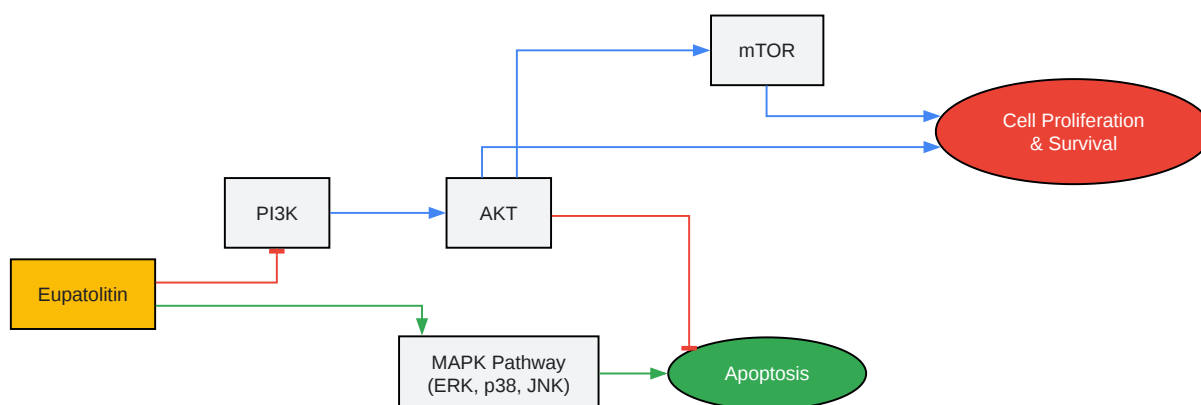 mTOR
Cell Proliferation
& Survival
PI3K
AKT
Eupatolitin
MAPK Pathway
(ERK, p38, JNK)
Apoptosis